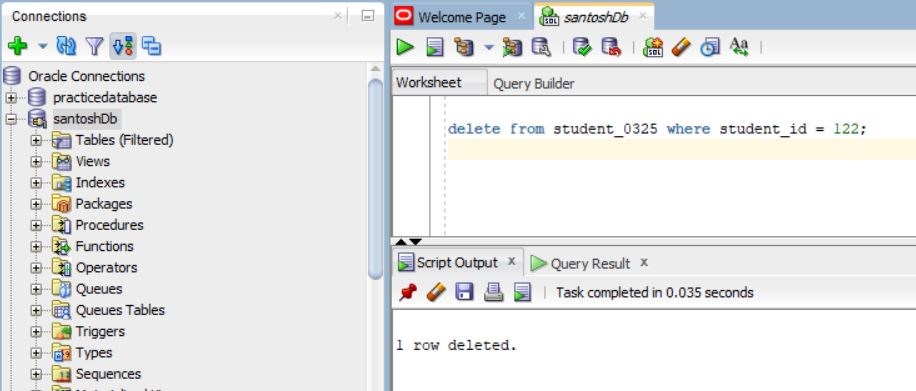 Connections
Oracle Connections
practicedatabase
santoshDb
Tables (Filtered)
Views
Indexes
Packages
Procedures
Functions
Operators
Queues
Queues Tables
Triggers
Types
Sequences
Welcome Page
santoshDb
Worksheet
Query Builder
delete from student_0325 where student_id = 122;
Script Output
Query Result
Task completed in 0.035 seconds
1 row deleted.